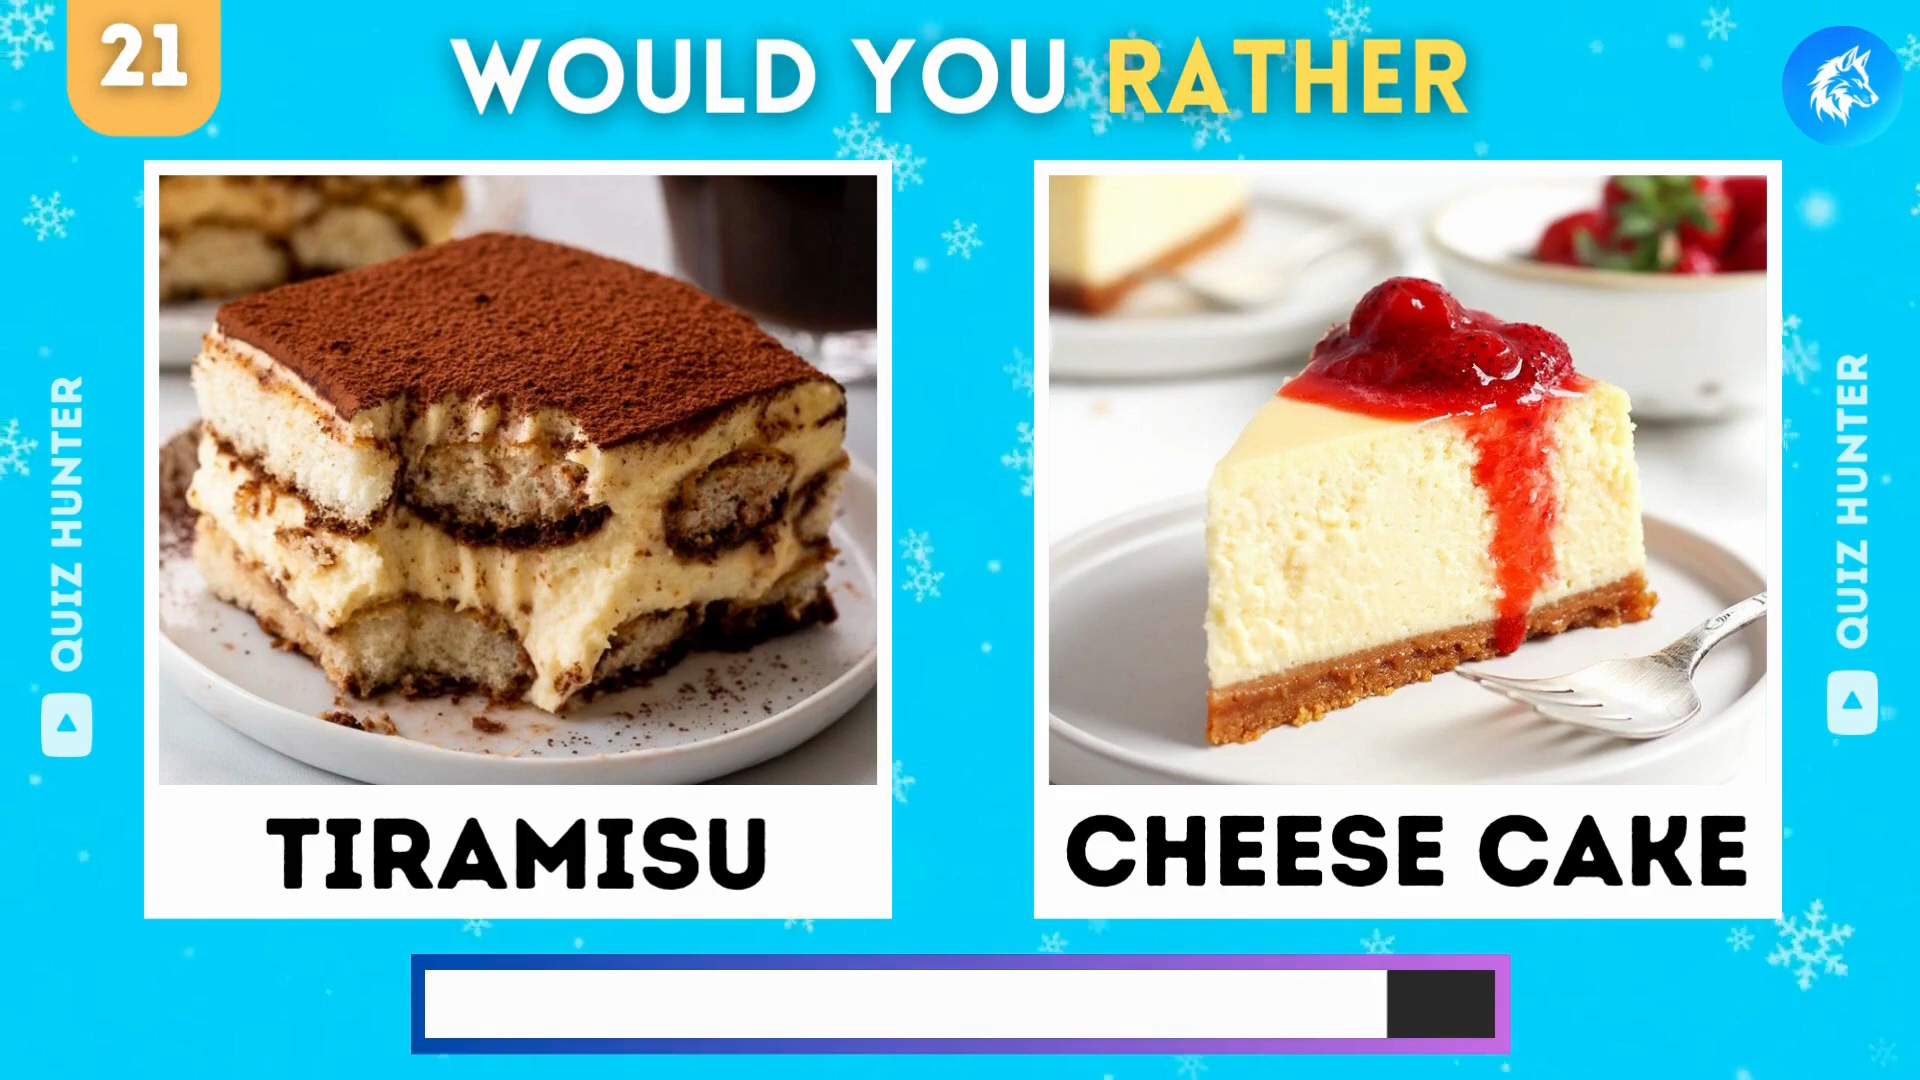 21
WOULD YOU RATHER
QUIZ HUNTER
QUIZ HUNTER
TIRAMISU
CHEESE CAKE